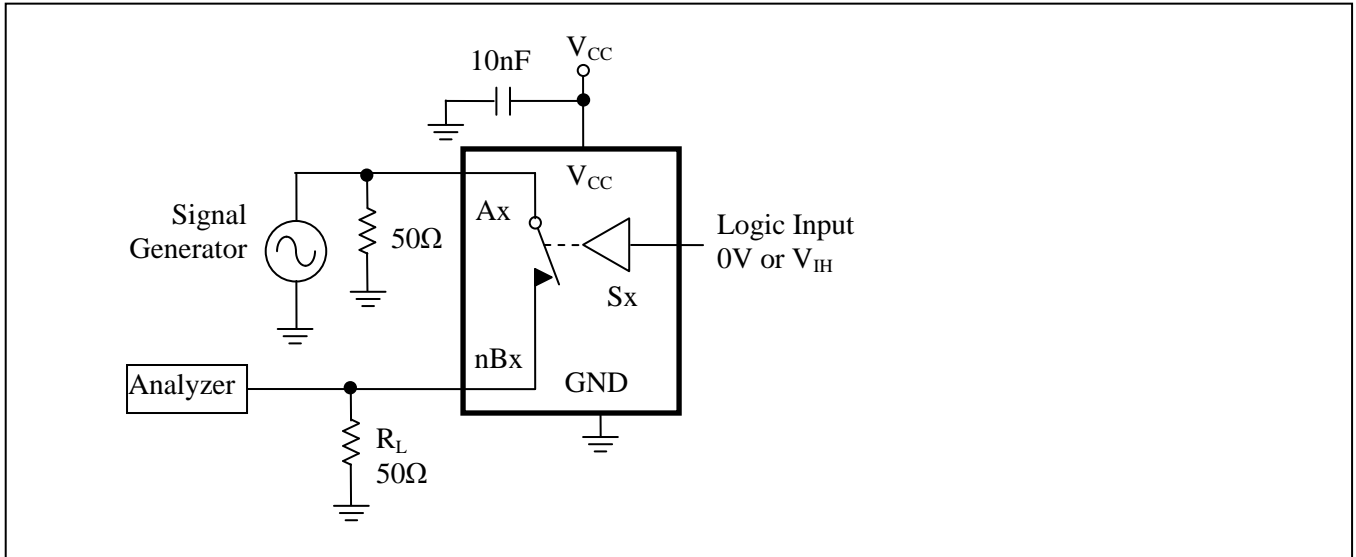 10nF
V_CC
V_CC
Ax
Signal
Generator
50Ω
Logic Input
0V or V_IH
Sx
nBx
GND
Analyzer
R_L
50Ω